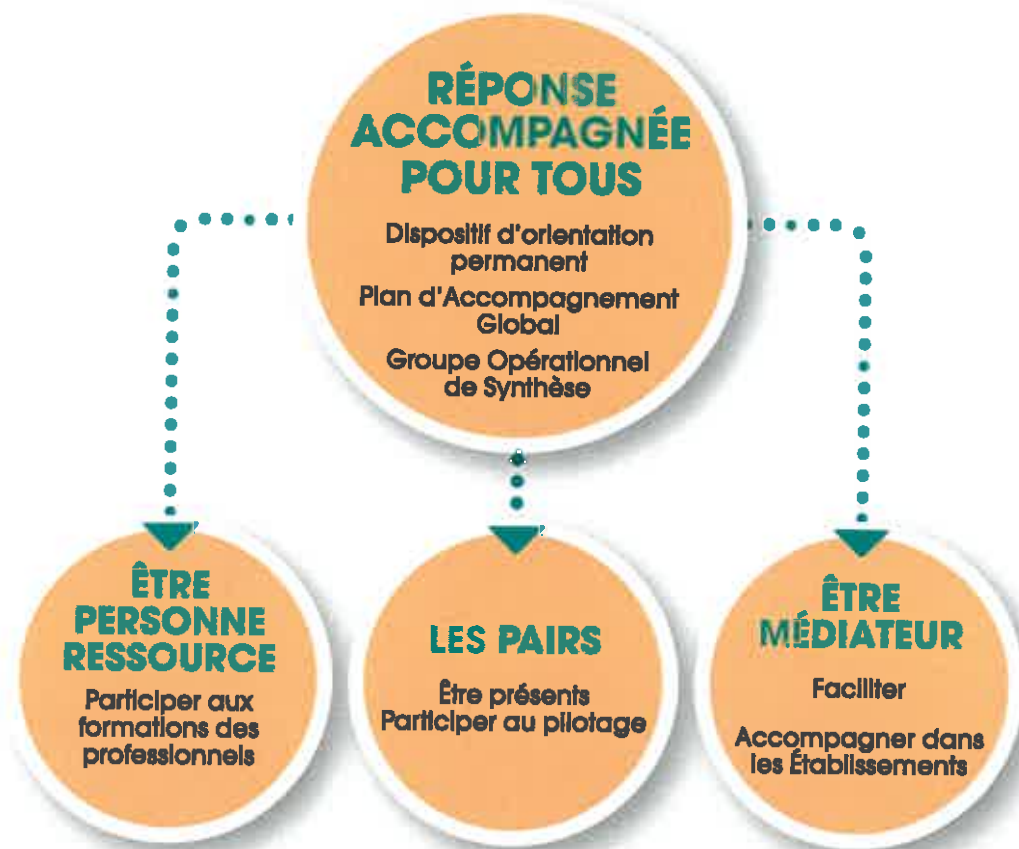 RÉPONSE
ACCOMPAGNÉE
POUR TOUS
Dispositif d'orientation
permanent
Plan d'Accompagnement
Global
Groupe Opérationnel
de Synthèse
ÊTRE
PERSONNE
RESSOURCE
Participer aux
formations des
professionnels
LES PAIRS
Être présents
Participer au pilotage
ÊTRE
MÉDIATEUR
Faciliter
Accompagner dans
les Établissements